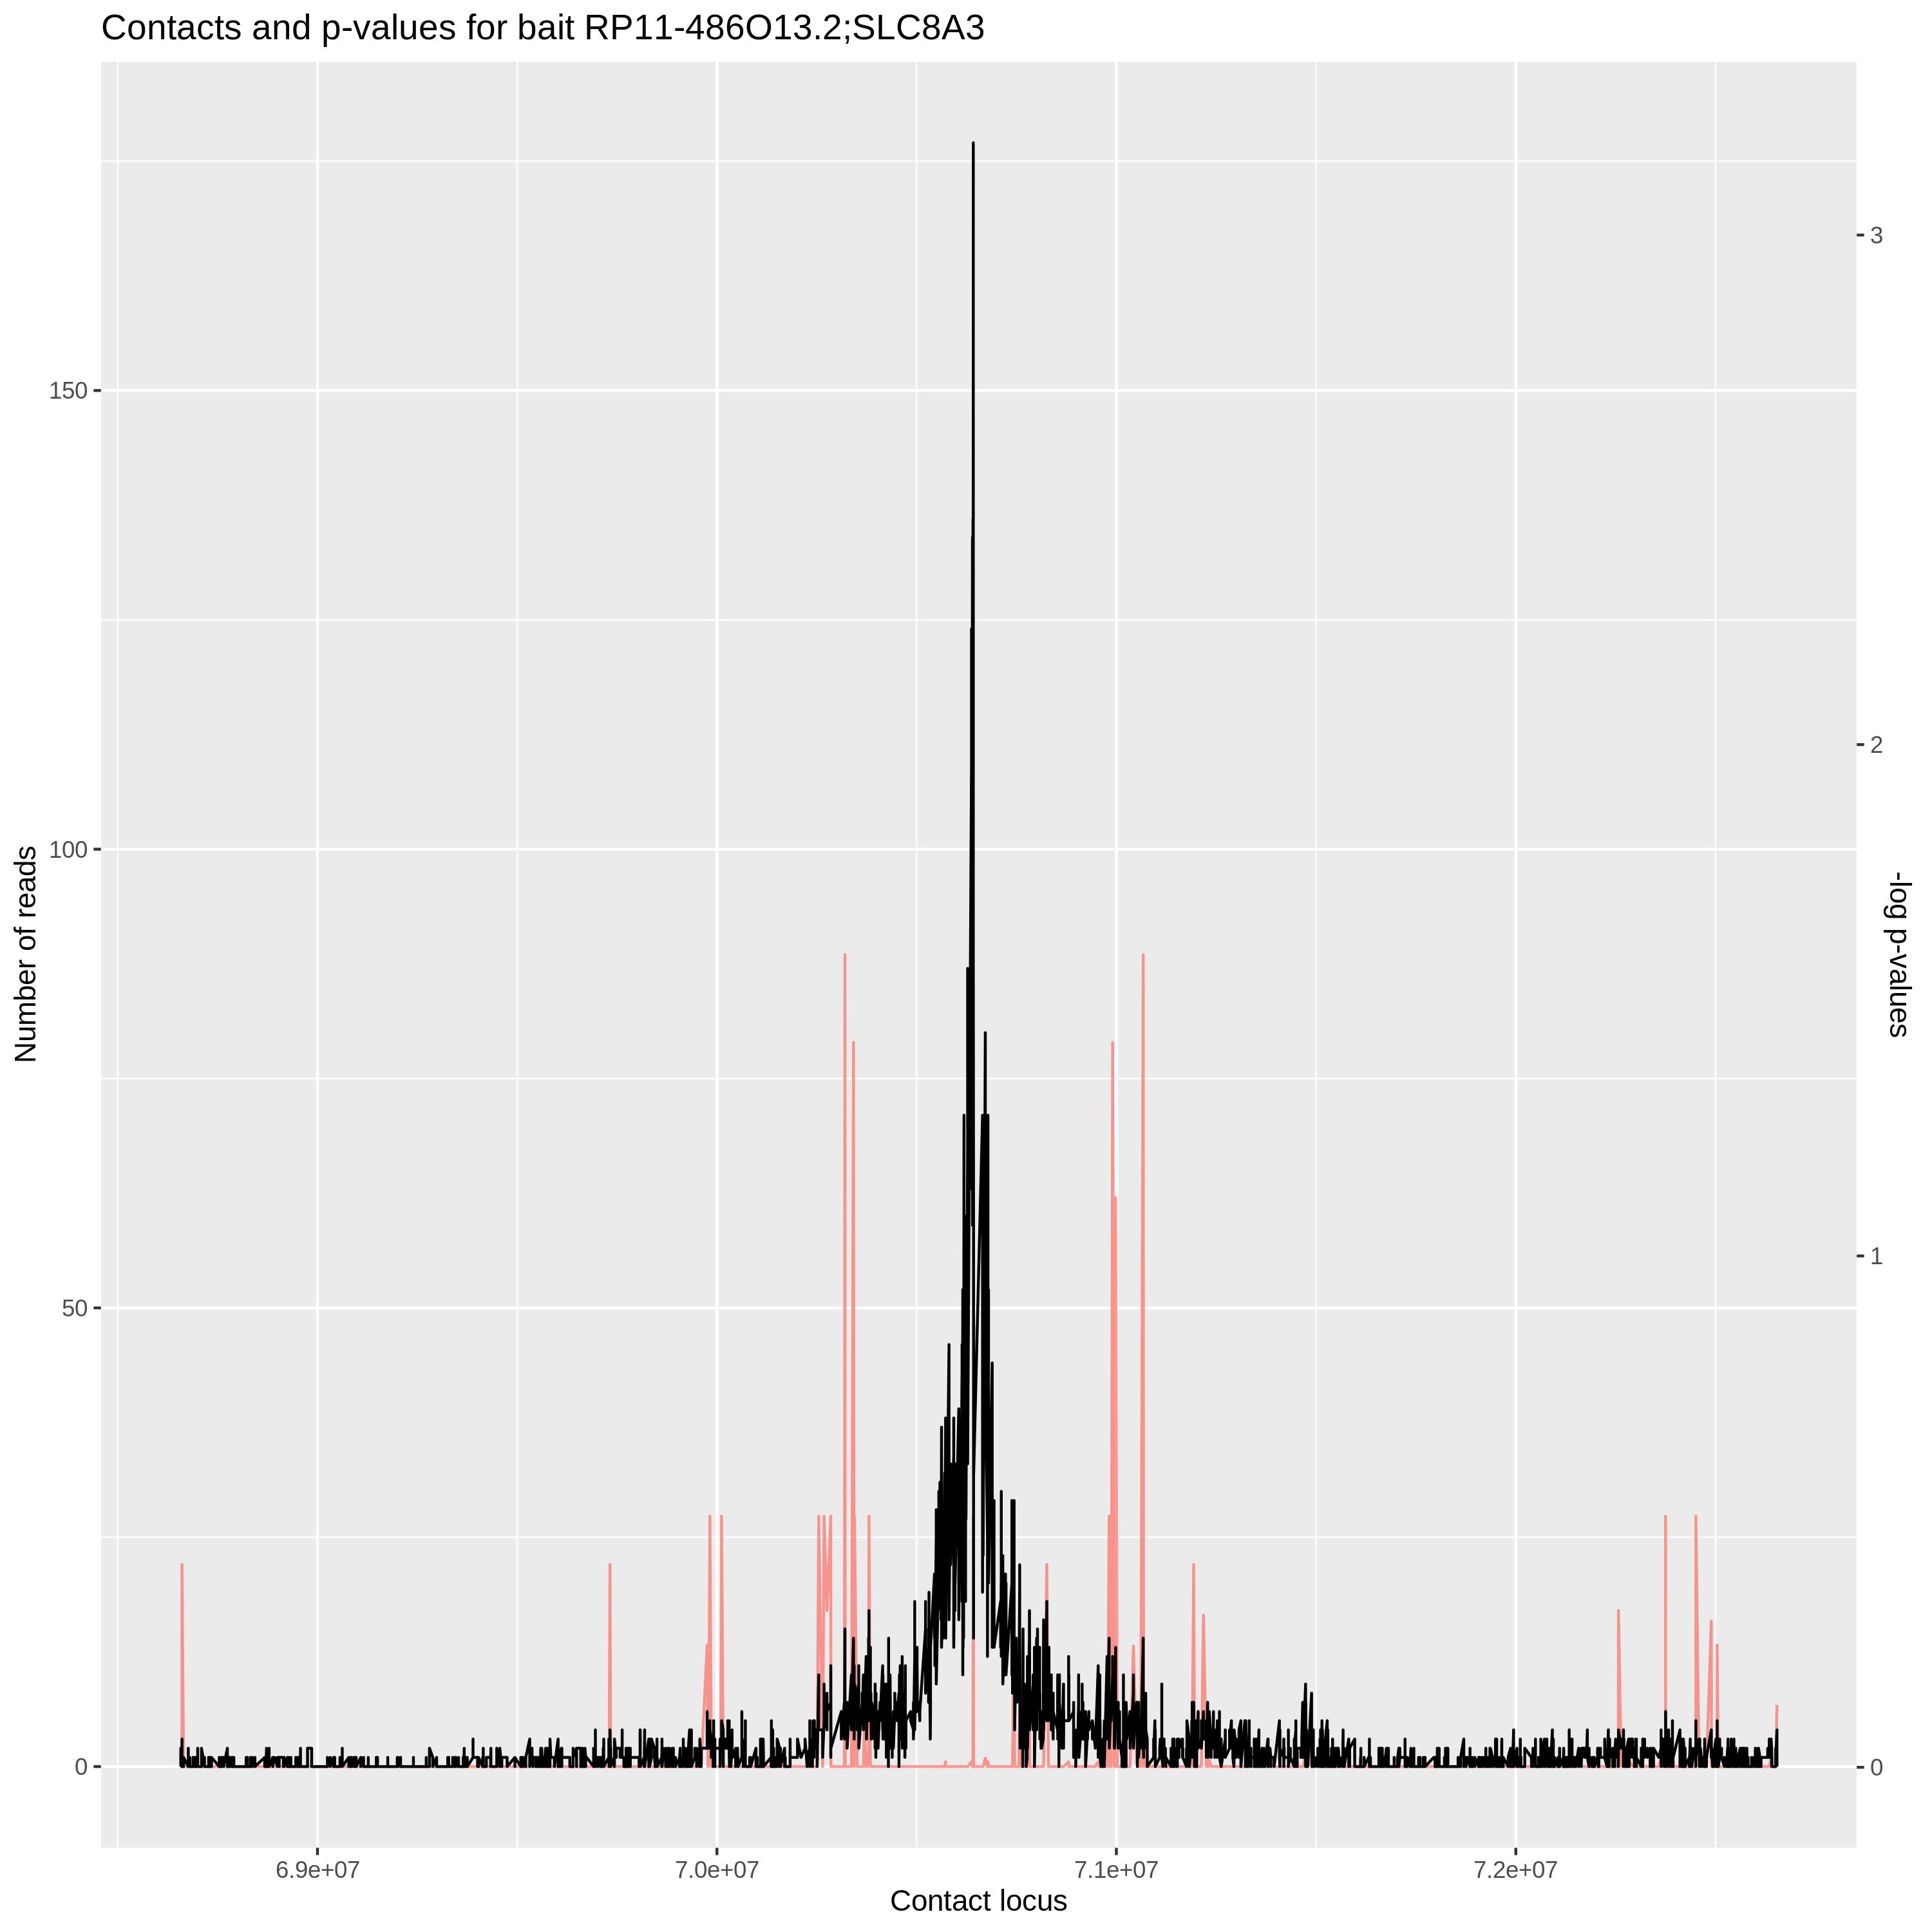 Contacts and p-values for bait RP11-486O13.2;SLC8A3
150
100
50
0
Number of reads
3
2
1
0
-log p-values
6.9e+07
7.0e+07
7.1e+07
7.2e+07
Contact locus